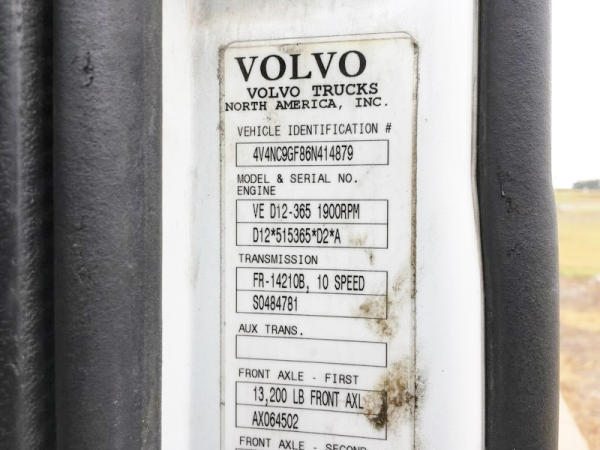 VOLVO
VOLVO TRUCKS
NORTH AMERICA, INC.
VEHICLE IDENTIFICATION #
4V4NC9GF86N414879
MODEL & SERIAL NO.
ENGINE
VE D12-365 1900RPM
D12*515365*D2*A
TRANSMISSION
FR-14210B, 10 SPEED
S0484781
AUX TRANS.
FRONT AXLE - FIRST
13,200 LB FRONT AXL
AX064502
FRONT AXLE - SECOND